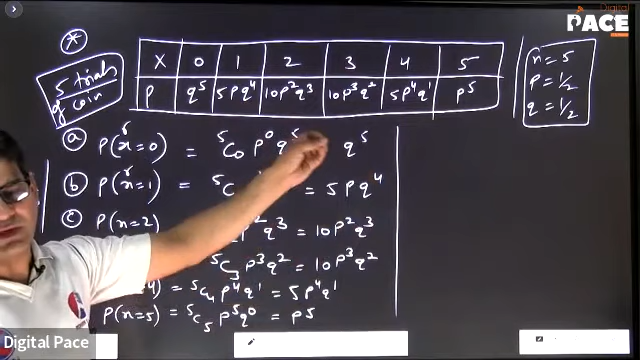 Digital
PACE
*
5 trials
of coin
X 0 1 2 3 4 5
P q⁵ 5pq⁴ 10p²q³ 10p³q² 5p⁴q¹ p⁵
n = 5
p = 1/2
q = 1/2
r
(a) P(x=0) = ⁵C₀ p⁰ q⁵ q⁵
r
(b) P(x=1) = ⁵C = 5pq⁴
(c) P(x=2) p²q³ = 10p²q³
⁵C₃ p³q² = 10p³q²
=4) = ⁵C₄ p⁴q¹ = 5p⁴q¹
P(x=5) = ⁵C₅ p⁵q⁰ = p⁵
Digital Pace